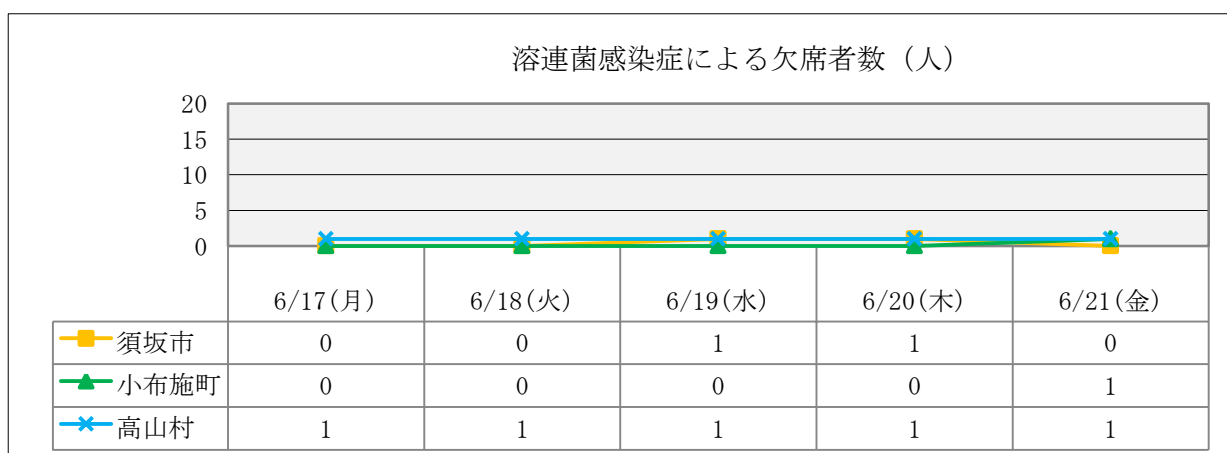 溶連菌感染症による欠席者数（人）
20
15
10
5
0
6/17(月) 6/18(火) 6/19(水) 6/20(木) 6/21(金)
須坂市 0 0 1 1 0
小布施町 0 0 0 0 1
高山村 1 1 1 1 1